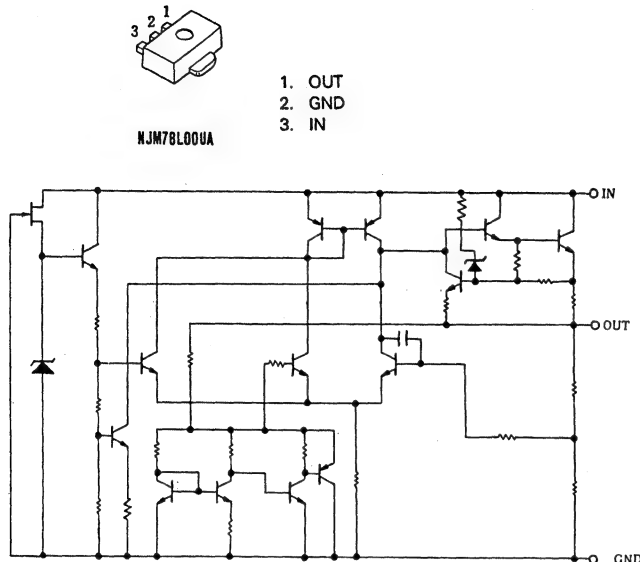 1
2
3
1. OUT
2. GND
3. IN
NJM78L00UA
IN
OUT
GND